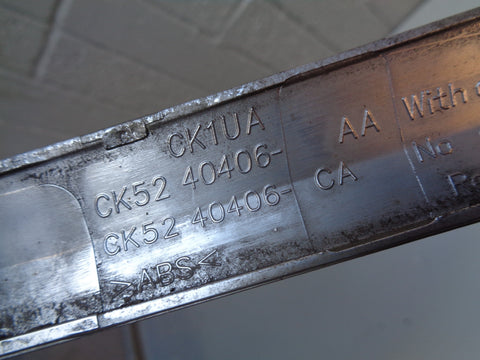 CK1UA
CK52 40406- AA
CK52 40406- CA
>ABS<
With
No